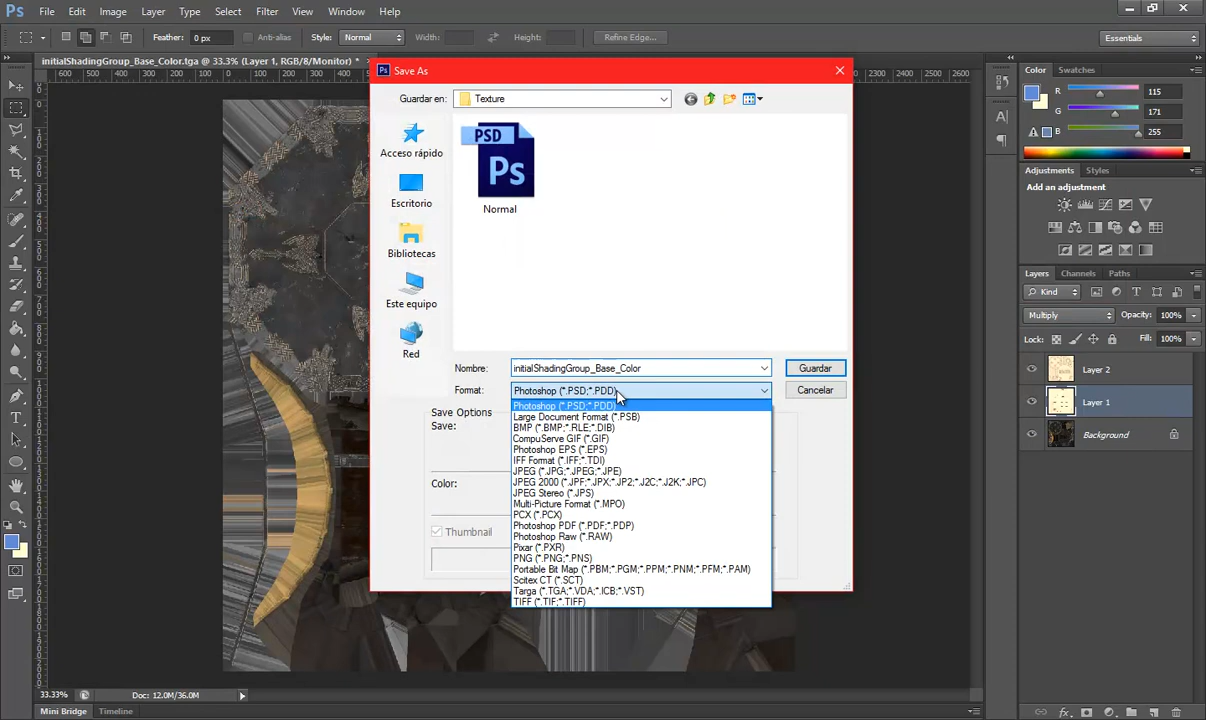 Ps File Edit Image Layer Type Select Filter View Window Help
Feather: 0 px Anti-alias Style: Normal Width: Height: Refine Edge... Essentials
initialShadingGroup_Base_Color.tga @ 33.3% (Layer 1, RGB/8/Monitor) * ×
600 500 400 300 200 100 0
2300 2400 2500 2600
Ps Save As
Guardar en: Texture
Acceso rápido
Escritorio
Bibliotecas
Este equipo
Red
PSD
Ps
Normal
Nombre: initialShadingGroup_Base_Color Guardar
Format: Photoshop (*.PSD;*.PDD) Cancelar
Photoshop (*.PSD;*.PDD)
Large Document Format (*.PSB)
BMP (*.BMP;*.RLE;*.DIB)
CompuServe GIF (*.GIF)
Photoshop EPS (*.EPS)
IFF Format (*.IFF;*.TDI)
JPEG (*.JPG;*.JPEG;*.JPE)
JPEG 2000 (*.JPF;*.JPX;*.JP2;*.J2C;*.J2K;*.JPC)
JPEG Stereo (*.JPS)
Multi-Picture Format (*.MPO)
PCX (*.PCX)
Photoshop PDF (*.PDF;*.PDP)
Photoshop Raw (*.RAW)
Pixar (*.PXR)
PNG (*.PNG;*.PNS)
Portable Bit Map (*.PBM;*.PGM;*.PPM;*.PNM;*.PFM;*.PAM)
Scitex CT (*.SCT)
Targa (*.TGA;*.VDA;*.ICB;*.VST)
TIFF (*.TIF;*.TIFF)
Save Options
Save:
Color:
Thumbnail
Color Swatches
R 115
G 171
B 255
Adjustments Styles
Add an adjustment
Layers Channels Paths
Kind
Multiply Opacity: 100%
Lock: Fill: 100%
Layer 2
Layer 1
Background
33.33% Doc: 12.0M/36.0M
Mini Bridge Timeline